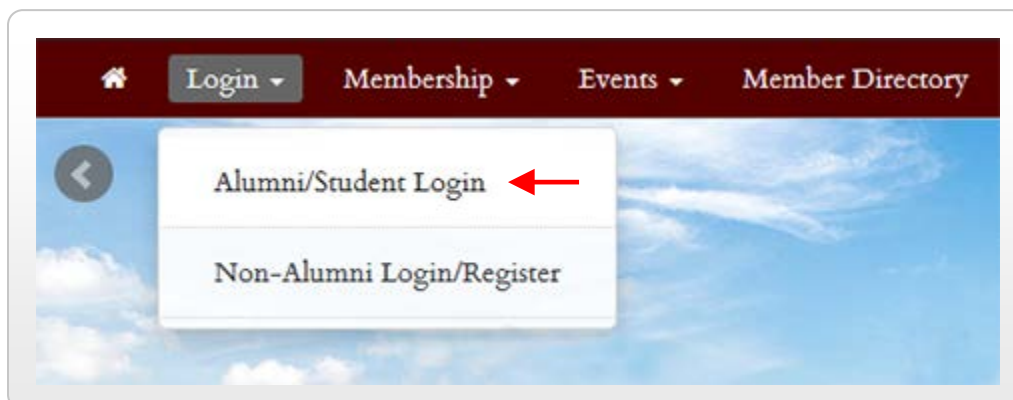 Login Membership Events Member Directory
Alumni/Student Login
Non-Alumni Login/Register